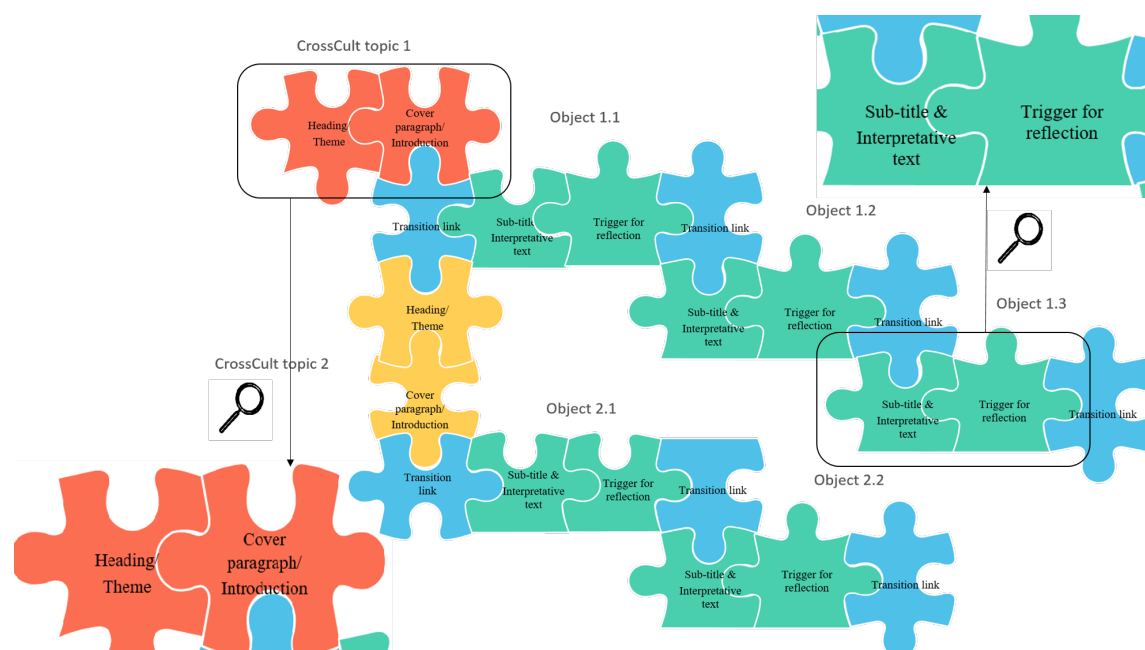 CrossCult topic 1
Heading/
Theme
Cover
paragraph/
Introduction
Object 1.1
Sub-title &
Interpretative
text
Trigger for
reflection
Transition link
Sub-title
Interpretative
text
Trigger for
reflection
Transition link
Object 1.2
Heading/
Theme
Sub-title &
Interpretative
text
Trigger for
reflection
Transition link
Object 1.3
CrossCult topic 2
Cover
paragraph/
Introduction
Object 2.1
Sub-title &
Interpretative
text
Trigger for
reflection
Transition link
Transition
link
Sub-title &
Interpretative
text
Trigger for
reflection
Transition link
Object 2.2
Heading/
Theme
Cover
paragraph/
Introduction
Sub-title &
Interpretative
text
Trigger for
reflection
Transition link